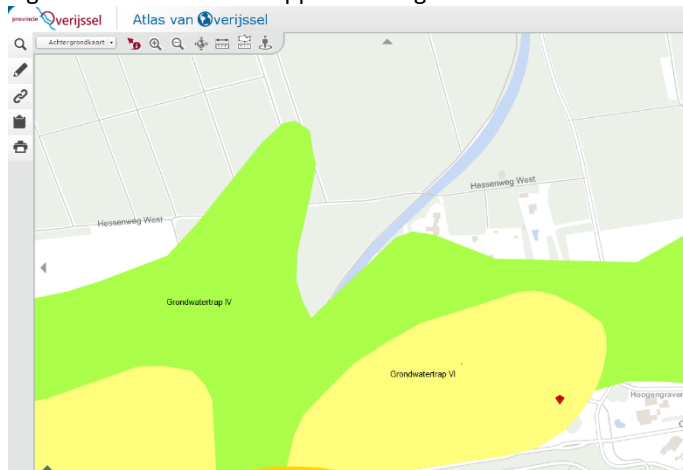 provincie Overijssel Atlas van Overijssel
Achtergrondkaart
Hessenweg West
Hessenweg West
Grondwatertrap IV
Grondwatertrap VI
Hoogengraven